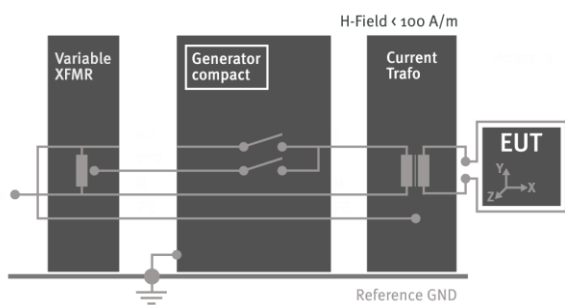 H-Field < 100 A/m
Variable
XFMR
Generator
compact
Current
Trafo
EUT
Y
X
Z
Reference GND